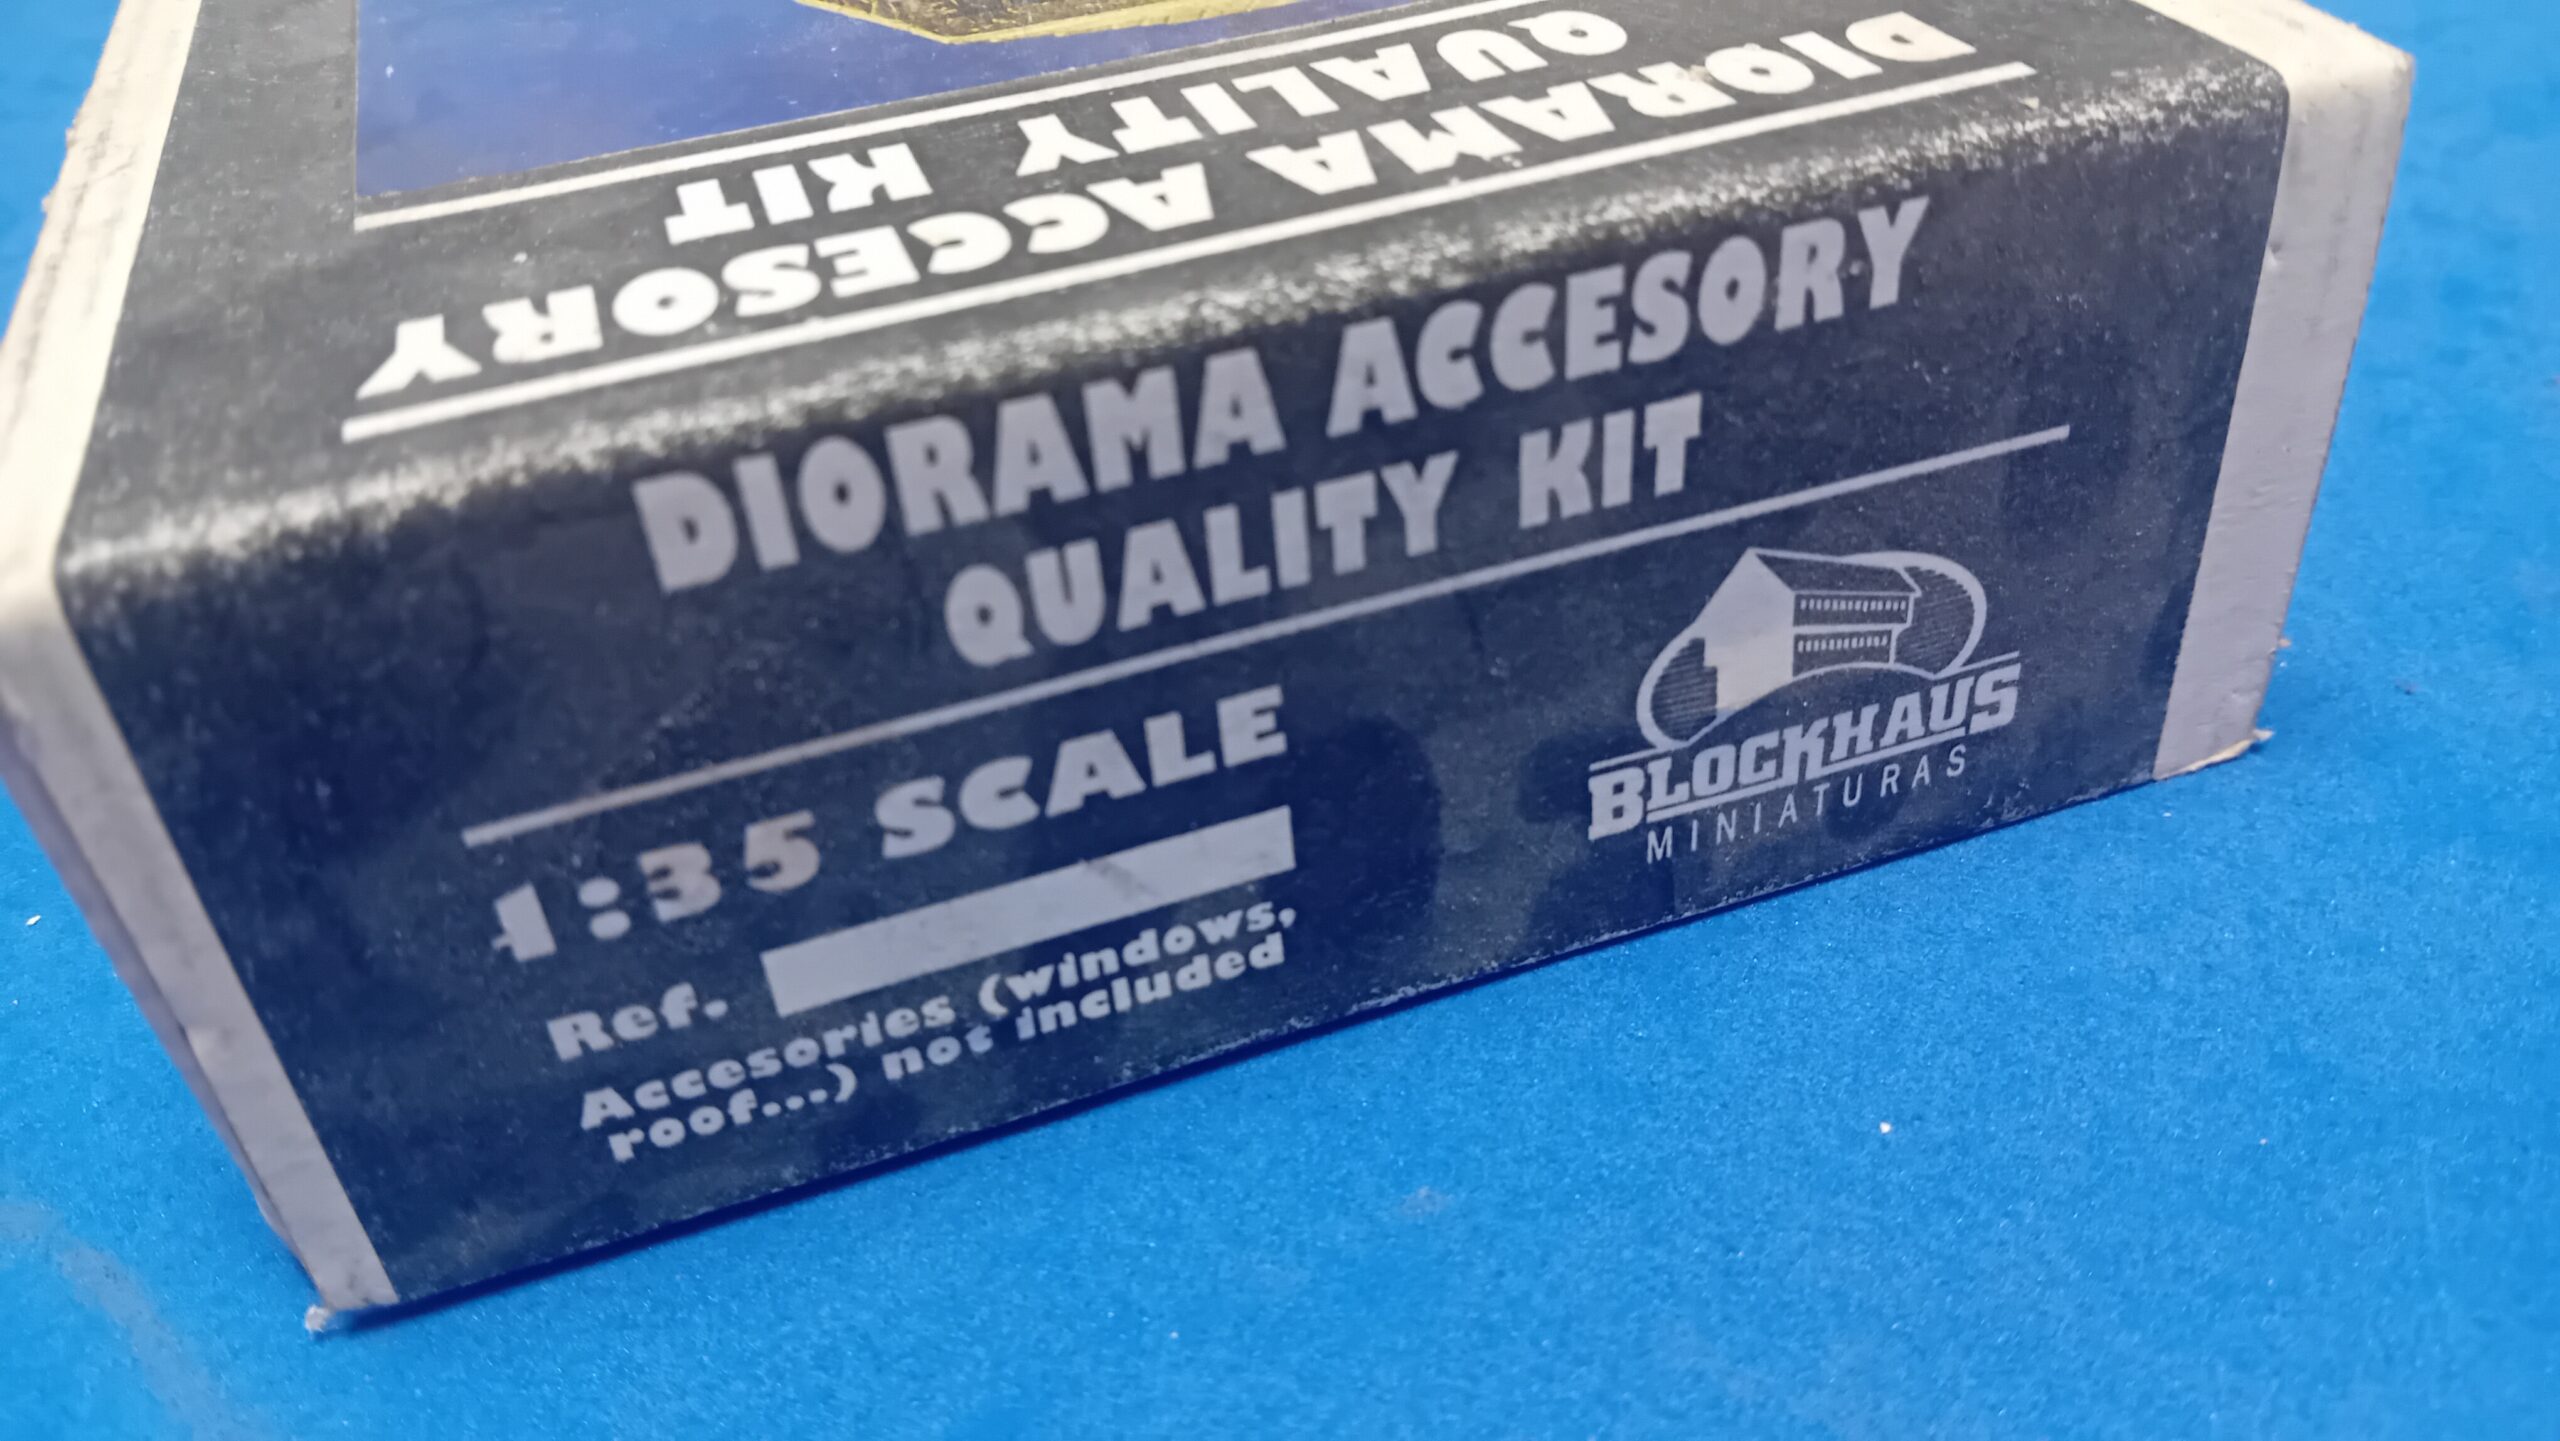 DIORAMA ACCESORY
QUALITY KIT
DIORAMA ACCESORY
QUALITY KIT
1:35 SCALE
Ref.
Accesories (windows,
roof...) not included
BLOCKHAUS
MINIATURAS